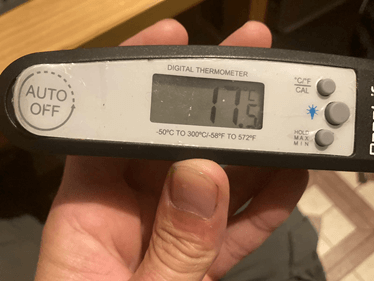 DIGITAL THERMOMETER
AUTO
OFF
17.5
°C/°F
CAL
-50°C TO 300°C/-58°F TO 572°F
HOLD
MAX
MIN